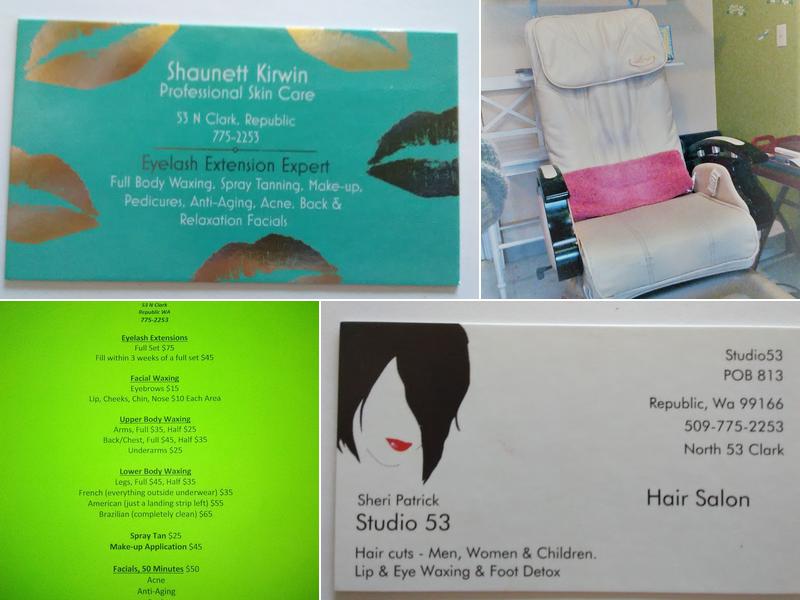 Shaunett Kirwin
Professional Skin Care
53 N Clark, Republic
775-2253
Eyelash Extension Expert
Full Body Waxing, Spray Tanning, Make-up,
Pedicures, Anti-Aging, Acne, Back &
Relaxation Facials
53 N Clark
Republic WA
775-2253
Eyelash Extensions
Full Set $75
Fill within 3 weeks of a full set $45
Facial Waxing
Eyebrows $15
Lip, Cheeks, Chin, Nose $10 Each Area
Upper Body Waxing
Arms, Full $35, Half $25
Back/Chest, Full $45, Half $35
Underarms $25
Lower Body Waxing
Legs, Full $45, Half $35
French (everything outside underwear) $35
American (just a landing strip left) $55
Brazilian (completely clean) $65
Spray Tan $25
Make-up Application $45
Facials, 50 Minutes $50
Acne
Anti-Aging
Studio53
POB 813
Republic, Wa 99166
509-775-2253
North 53 Clark
Hair Salon
Sheri Patrick
Studio 53
Hair cuts - Men, Women & Children.
Lip & Eye Waxing & Foot Detox